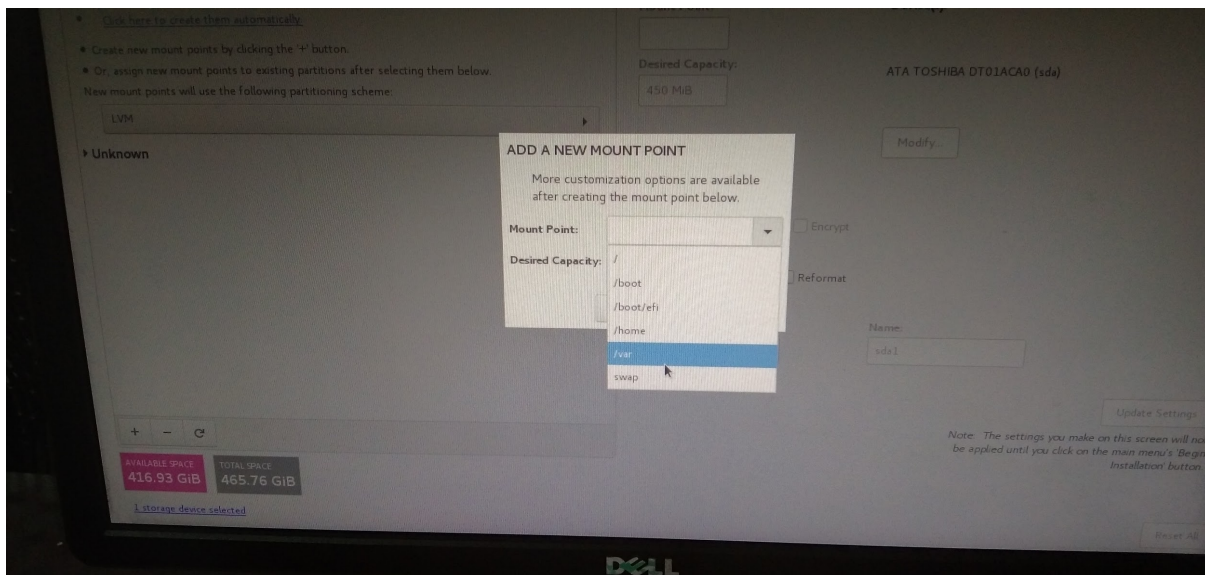 Click here to create them automatically.
Create new mount points by clicking the '+' button.
Or, assign new mount points to existing partitions after selecting them below.
New mount points will use the following partitioning scheme:
LVM
Unknown
+ -
AVAILABLE SPACE
416.93 GiB
TOTAL SPACE
465.76 GiB
1 storage device selected
ADD A NEW MOUNT POINT
More customization options are available
after creating the mount point below.
Mount Point:
Desired Capacity:
/
/boot
/boot/efi
/home
/var
swap
Desired Capacity:
450 MiB
ATA TOSHIBA DT01ACA0 (sda)
Modify...
Encrypt
Reformat
Name:
sda1
Update Settings
Note: The settings you make on this screen will no
be applied until you click on the main menu's 'Begin
Installation' button.
Reset All
DELL